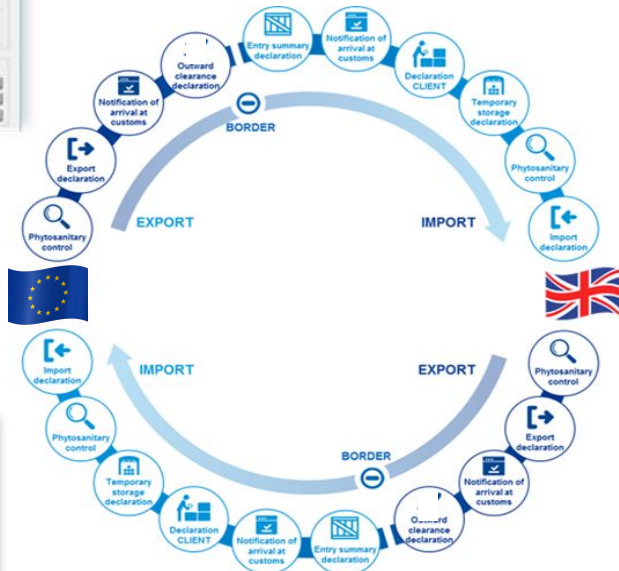 Entry summary
declaration
Notification of
arrival at
customs
Outward
clearance
declaration
Declaration
CLIENT
Notification of
arrival at
customs
Temporary
storage
declaration
BORDER
Export
declaration
Phytosanitary
control
Phytosanitary
control
EXPORT
IMPORT
Import
declaration
Import
declaration
IMPORT
EXPORT
Phytosanitary
control
Phytosanitary
control
Export
declaration
BORDER
Temporary
storage
declaration
Notification of
arrival at
customs
Declaration
CLIENT
Notification of
arrival at
customs
Entry summary
declaration
Outward
clearance
declaration